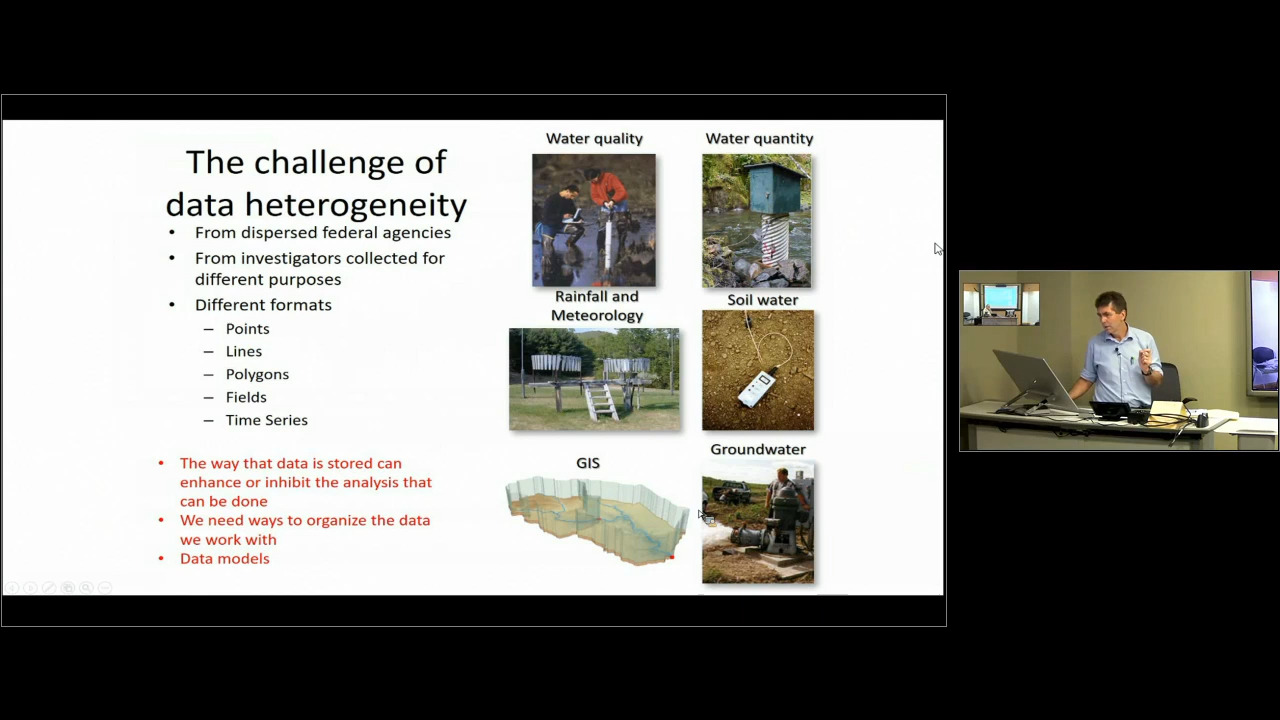 The challenge of
data heterogeneity
• From dispersed federal agencies
• From investigators collected for
different purposes
• Different formats
– Points
– Lines
– Polygons
– Fields
– Time Series
• The way that data is stored can
enhance or inhibit the analysis that
can be done
• We need ways to organize the data
we work with
• Data models
Water quality
Water quantity
Rainfall and
Meteorology
Soil water
GIS
Groundwater